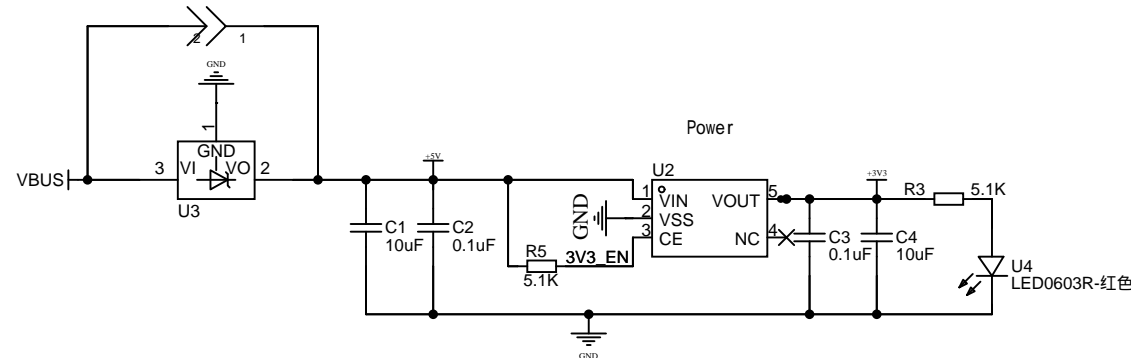 2 1
GND
Power
1
GND
3 VI VO 2
VBUS
U3
+5V
U2
+3V3
1 VIN VOUT 5
GND 2 VSS
3 CE NC 4
R3 5.1K
C1
10uF
C2
0.1uF
R5 3V3_EN
5.1K
C3
0.1uF
C4
10uF
U4
LED0603R-红色
GND